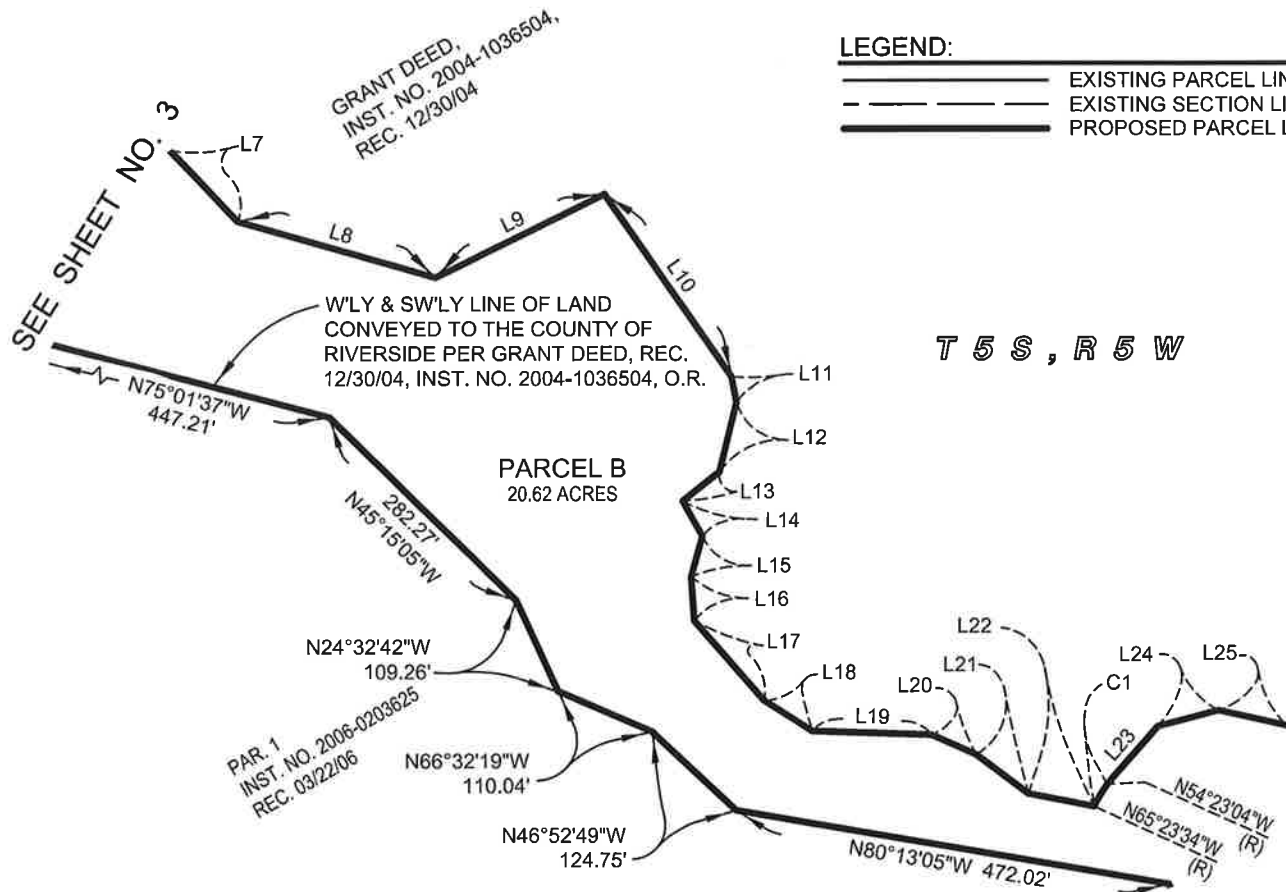 GRANT DEED,
INST. NO. 2004-1036504,
REC. 12/30/04
LEGEND:
EXISTING PARCEL LIN
EXISTING SECTION LI
PROPOSED PARCEL L
SEE SHEET NO. 3
L7
L8
L9
L10
W'LY & SW'LY LINE OF LAND
CONVEYED TO THE COUNTY OF
RIVERSIDE PER GRANT DEED, REC.
12/30/04, INST. NO. 2004-1036504, O.R.
T 5 S, R 5 W
N75°01'37"W
447.21'
L11
L12
PARCEL B
20.62 ACRES
L13
L14
L15
L16
L17
L18
L19
L20
L21
L22
C1
L23
L24
L25
282.27'
N45°15'05"W
N24°32'42"W
109.26'
PAR. 1
INST. NO. 2006-0203625
REC. 03/22/06
N66°32'19"W
110.04'
N46°52'49"W
124.75'
N80°13'05"W 472.02'
N54°23'04"W
(R)
N65°23'34"W
(R)